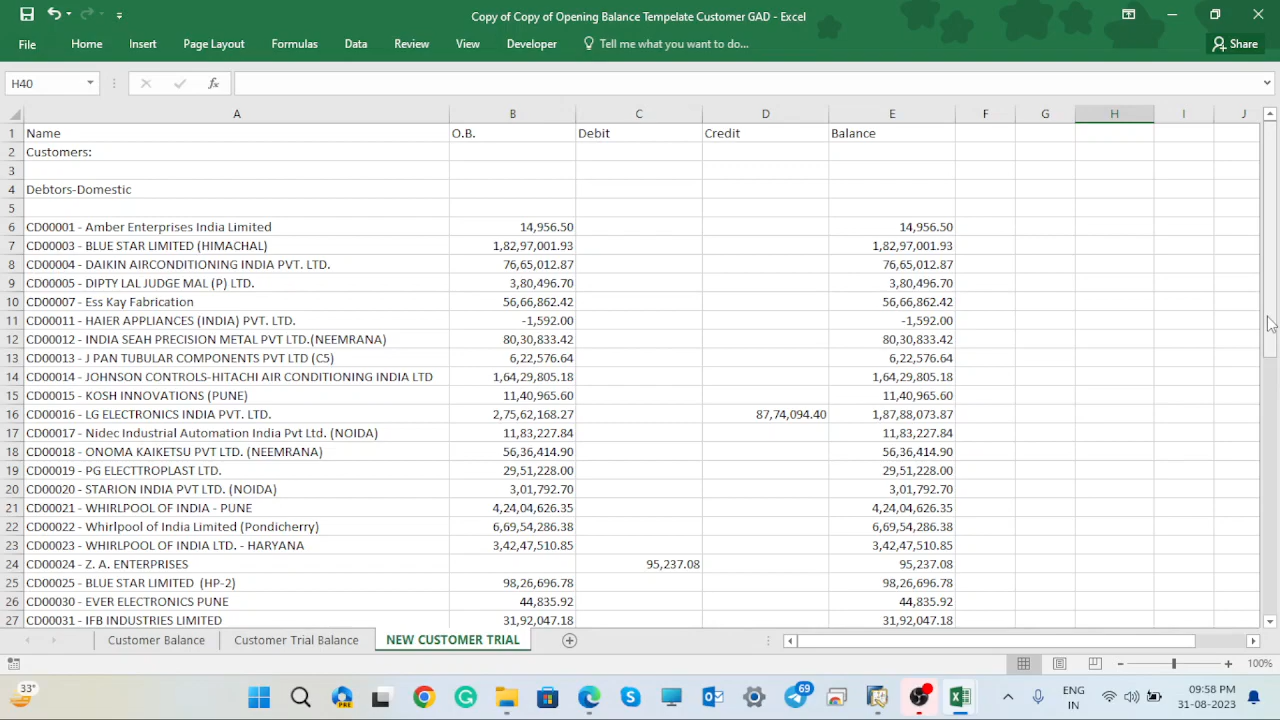 Copy of Copy of Opening Balance Tempelate Customer GAD - Excel
File Home Insert Page Layout Formulas Data Review View Developer Tell me what you want to do... Share
H40 fx
A B C D E F G H I J
1 Name O.B. Debit Credit Balance
2 Customers:
3
4 Debtors-Domestic
5
6 CD00001 - Amber Enterprises India Limited 14,956.50 14,956.50
7 CD00003 - BLUE STAR LIMITED (HIMACHAL) 1,82,97,001.93 1,82,97,001.93
8 CD00004 - DAIKIN AIRCONDITIONING INDIA PVT. LTD. 76,65,012.87 76,65,012.87
9 CD00005 - DIPTY LAL JUDGE MAL (P) LTD. 3,80,496.70 3,80,496.70
10 CD00007 - Ess Kay Fabrication 56,66,862.42 56,66,862.42
11 CD00011 - HAIER APPLIANCES (INDIA) PVT. LTD. -1,592.00 -1,592.00
12 CD00012 - INDIA SEAH PRECISION METAL PVT LTD.(NEEMRANA) 80,30,833.42 80,30,833.42
13 CD00013 - J PAN TUBULAR COMPONENTS PVT LTD (C5) 6,22,576.64 6,22,576.64
14 CD00014 - JOHNSON CONTROLS-HITACHI AIR CONDITIONING INDIA LTD 1,64,29,805.18 1,64,29,805.18
15 CD00015 - KOSH INNOVATIONS (PUNE) 11,40,965.60 11,40,965.60
16 CD00016 - LG ELECTRONICS INDIA PVT. LTD. 2,75,62,168.27 87,74,094.40 1,87,88,073.87
17 CD00017 - Nidec Industrial Automation India Pvt Ltd. (NOIDA) 11,83,227.84 11,83,227.84
18 CD00018 - ONOMA KAIKETSU PVT LTD. (NEEMRANA) 56,36,414.90 56,36,414.90
19 CD00019 - PG ELECTTROPLAST LTD. 29,51,228.00 29,51,228.00
20 CD00020 - STARION INDIA PVT LTD. (NOIDA) 3,01,792.70 3,01,792.70
21 CD00021 - WHIRLPOOL OF INDIA - PUNE 4,24,04,626.35 4,24,04,626.35
22 CD00022 - Whirlpool of India Limited (Pondicherry) 6,69,54,286.38 6,69,54,286.38
23 CD00023 - WHIRLPOOL OF INDIA LTD. - HARYANA 3,42,47,510.85 3,42,47,510.85
24 CD00024 - Z. A. ENTERPRISES 95,237.08 95,237.08
25 CD00025 - BLUE STAR LIMITED (HP-2) 98,26,696.78 98,26,696.78
26 CD00030 - EVER ELECTRONICS PUNE 44,835.92 44,835.92
27 CD00031 - IFB INDUSTRIES LIMITED 31,92,047.18 31,92,047.18
Customer Balance Customer Trial Balance NEW CUSTOMER TRIAL
100%
33° PRE 69 ENG 09:58 PM
IN 31-08-2023